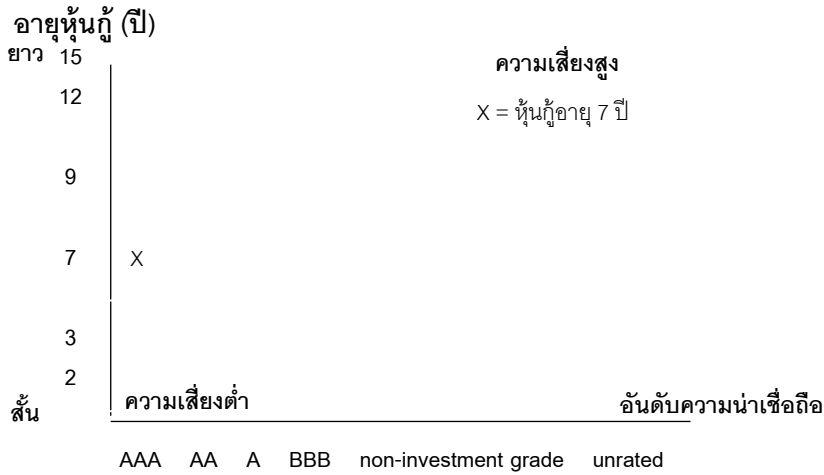 อายุหุ้นกู้ (ปี)
ยาว 15
ความเสี่ยงสูง
12
X = หุ้นกู้อายุ 7 ปี
9
7 X
3
2
สั้น ความเสี่ยงต่ำ อันดับความน่าเชื่อถือ
AAA AA A BBB non-investment grade unrated